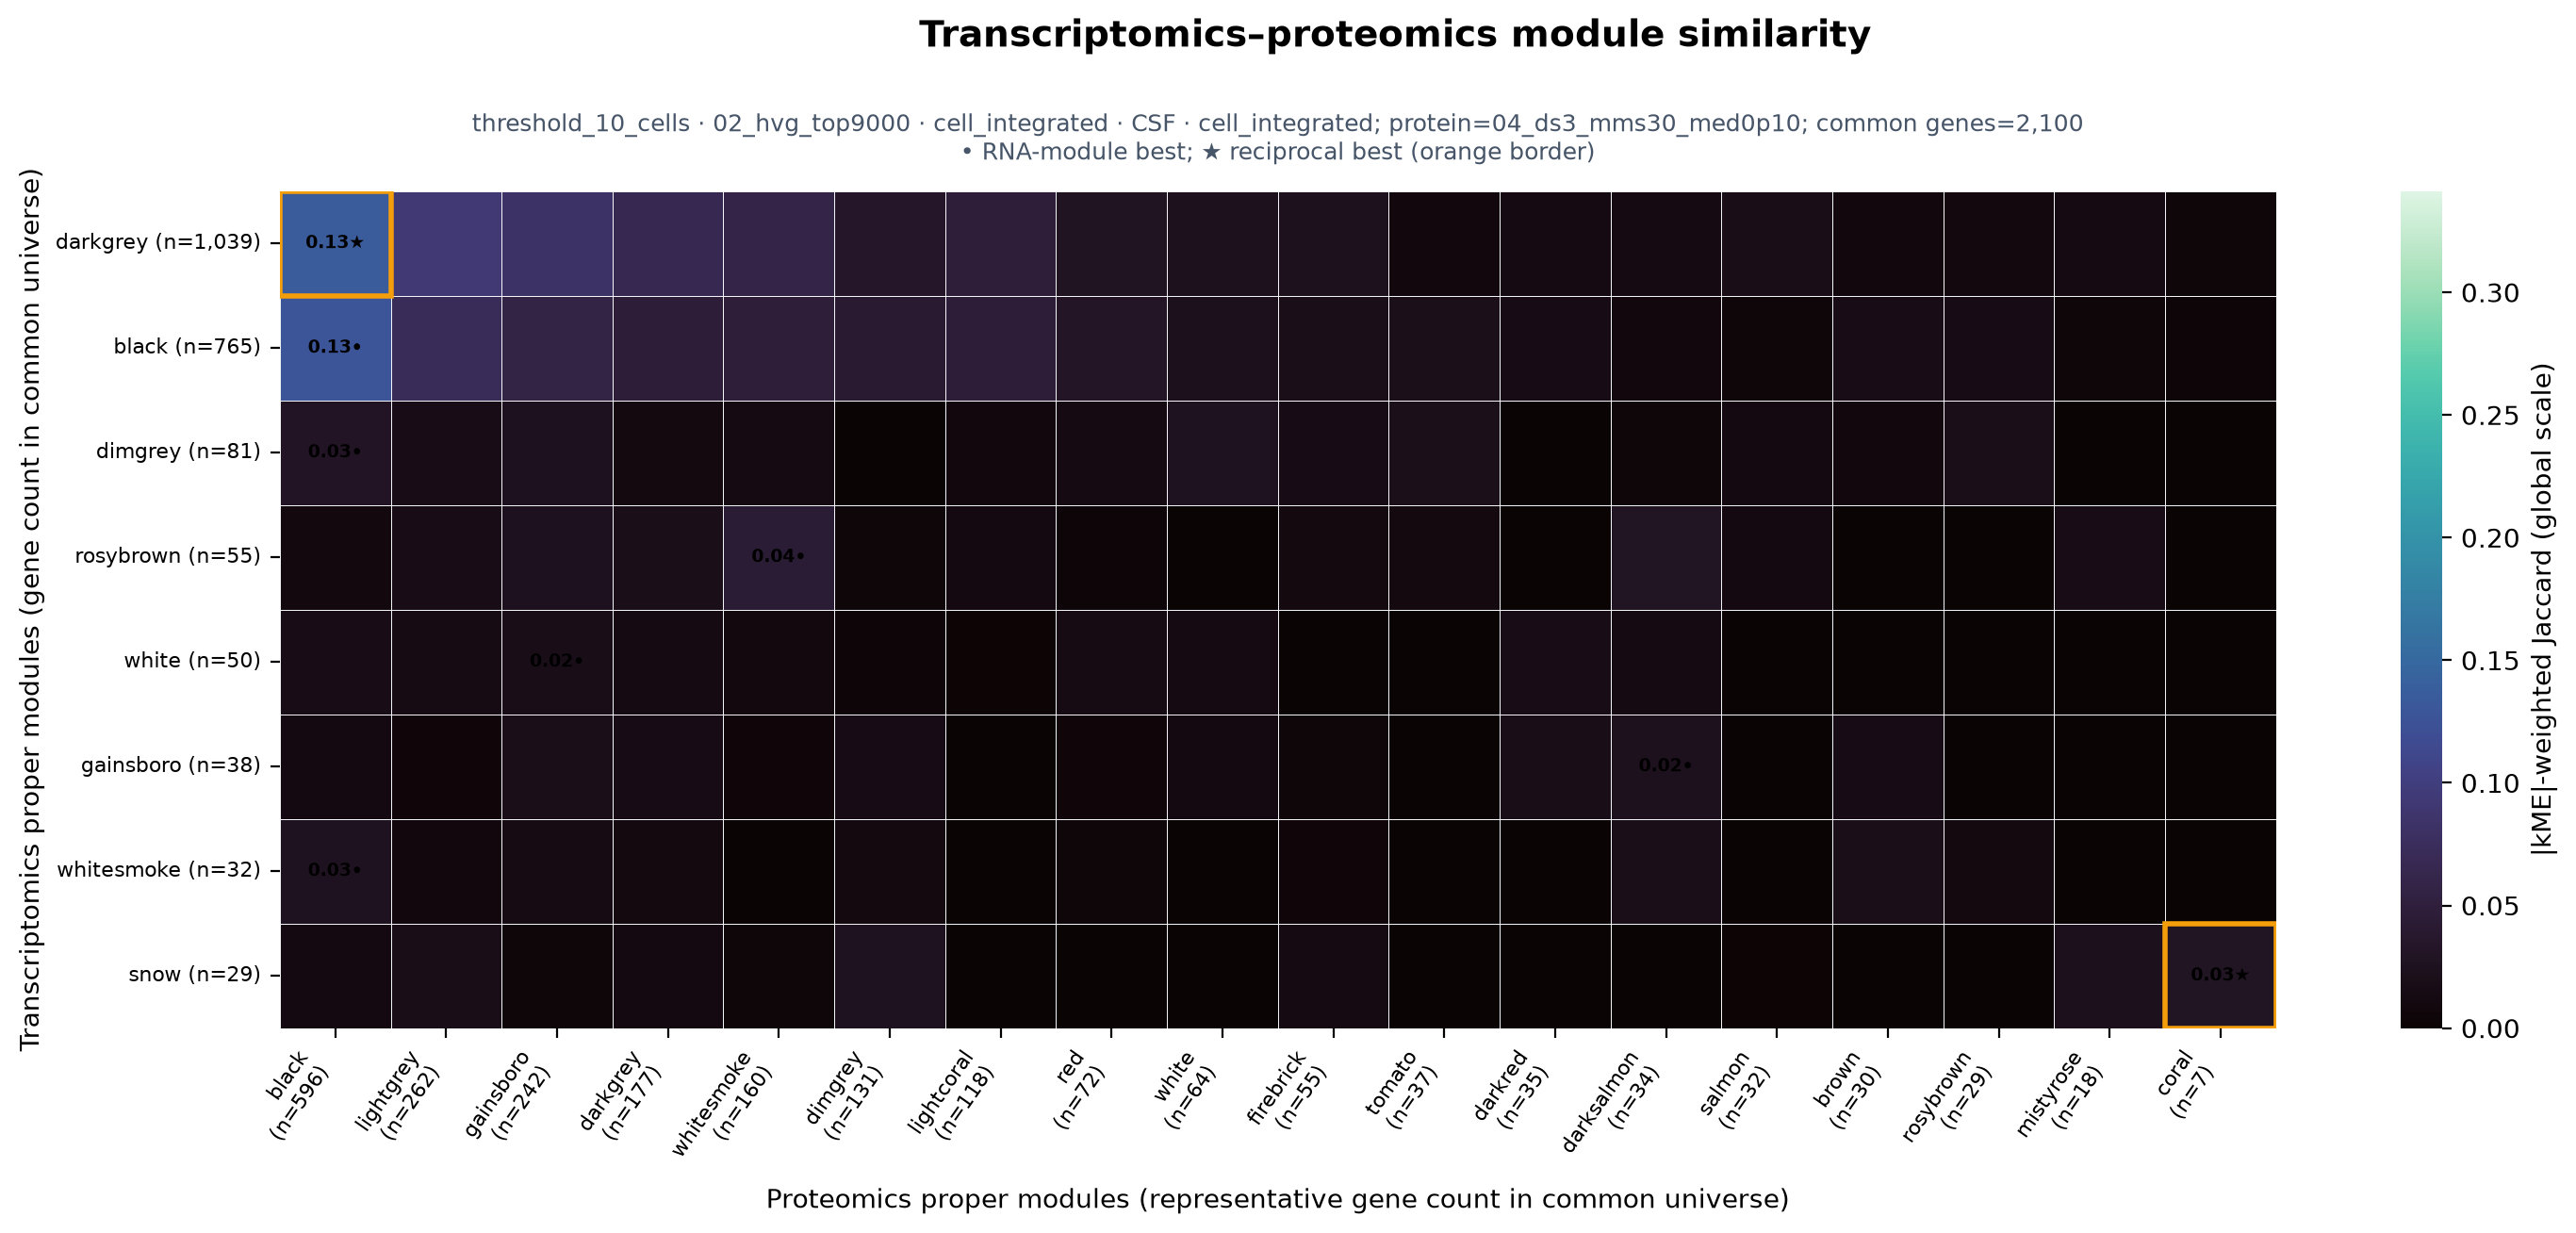 Transcriptomics–proteomics module similarity
threshold_10_cells · 02_hvg_top9000 · cell_integrated · CSF · cell_integrated; protein=04_ds3_mms30_med0p10; common genes=2,100
• RNA-module best; ★ reciprocal best (orange border)
Transcriptomics proper modules (gene count in common universe)
darkgrey (n=1,039)
0.13★
black (n=765)
0.13•
dimgrey (n=81)
0.03•
rosybrown (n=55)
0.04•
white (n=50)
0.02•
gainsboro (n=38)
0.02•
whitesmoke (n=32)
0.03•
snow (n=29)
0.03★
black
(n=596)
lightgrey
(n=262)
gainsboro
(n=242)
darkgrey
(n=177)
whitesmoke
(n=160)
dimgrey
(n=131)
lightcoral
(n=118)
red
(n=72)
white
(n=64)
firebrick
(n=55)
tomato
(n=37)
darkred
(n=35)
darksalmon
(n=34)
salmon
(n=32)
brown
(n=30)
rosybrown
(n=29)
mistyrose
(n=18)
coral
(n=7)
Proteomics proper modules (representative gene count in common universe)
0.30
0.25
0.20
0.15
0.10
0.05
0.00
|kME|-weighted Jaccard (global scale)